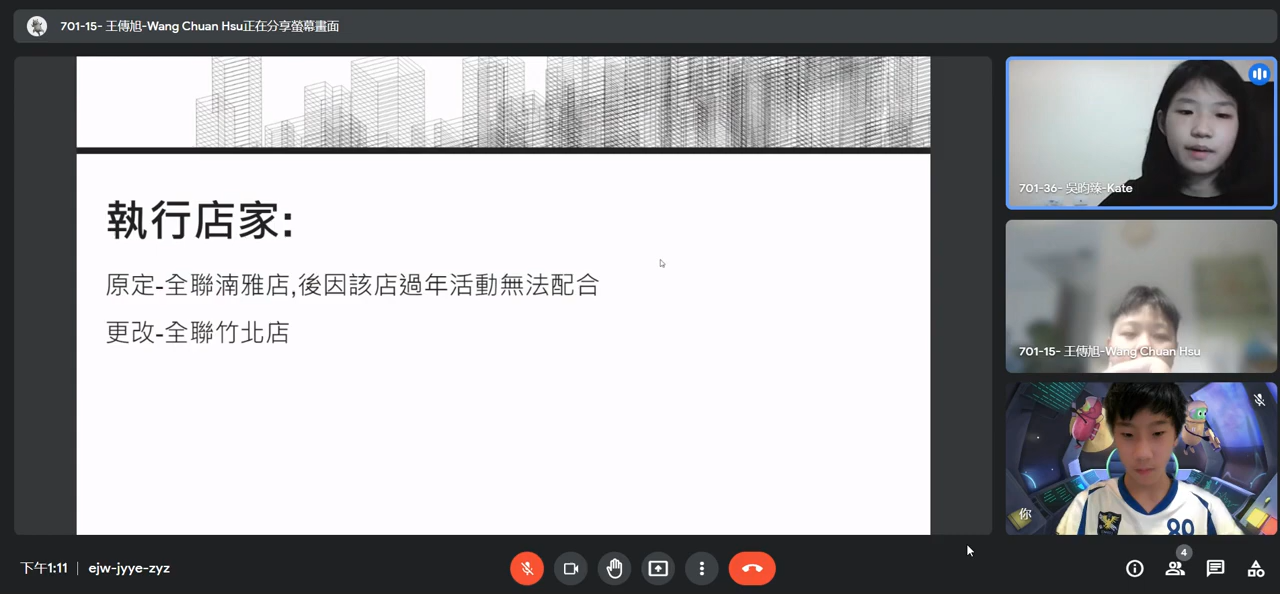 701-15- 王傳旭-Wang Chuan Hsu正在分享螢幕畫面
執行店家:
原定-全聯湳雅店,後因該店過年活動無法配合
更改-全聯竹北店
701-36- 吳昀臻-Kate
701-15- 王傳旭-Wang Chuan Hsu
89
你
下午1:11 | ejw-jyye-zyz
4